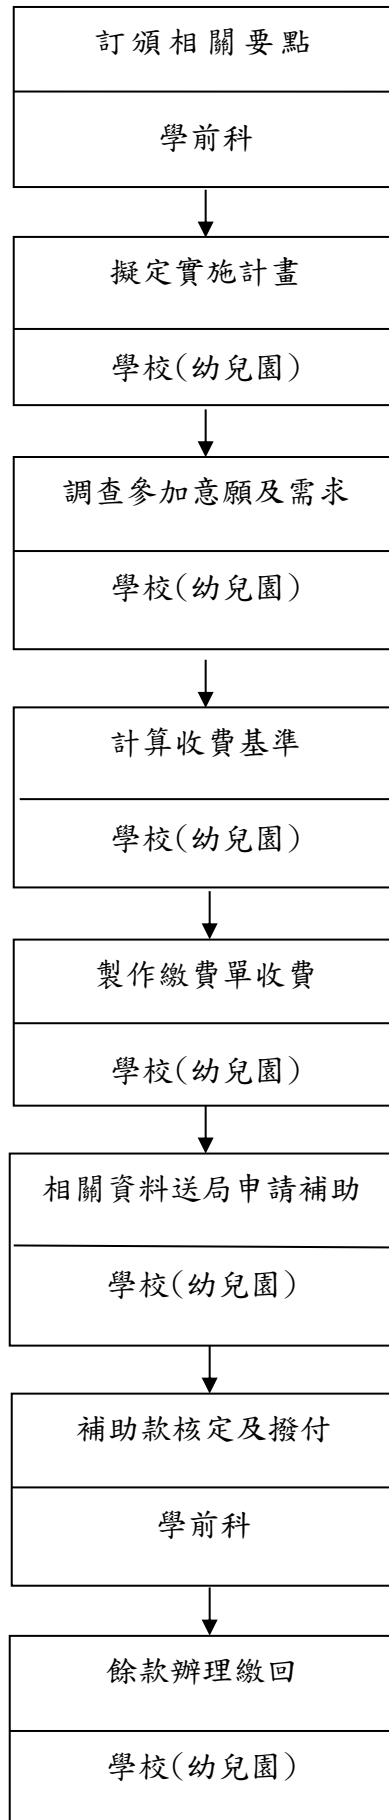 訂頒相關要點
學前科
擬定實施計畫
學校(幼兒園)
調查參加意願及需求
學校(幼兒園)
計算收費基準
學校(幼兒園)
製作繳費單收費
學校(幼兒園)
相關資料送局申請補助
學校(幼兒園)
補助款核定及撥付
學前科
餘款辦理繳回
學校(幼兒園)